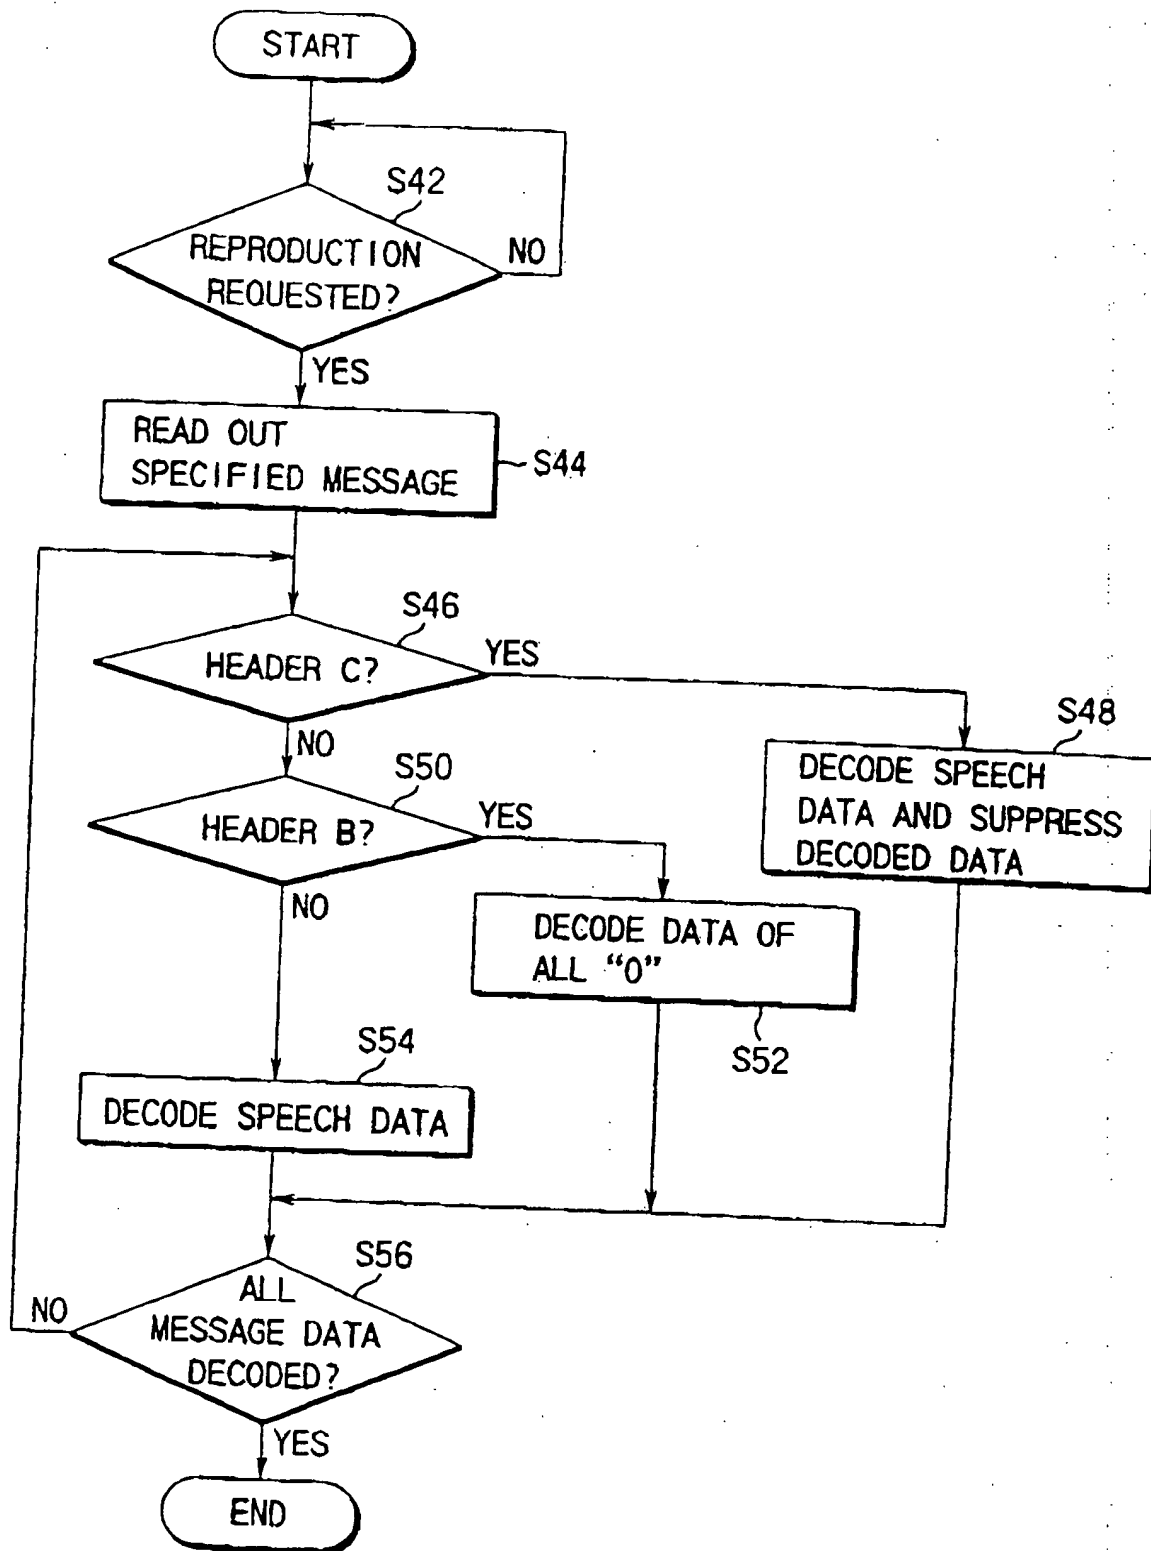 START
S42
REPRODUCTION
REQUESTED?
NO
YES
READ OUT
SPECIFIED MESSAGE
S44
S46
HEADER C?
YES
NO
S48
DECODE SPEECH
DATA AND SUPPRESS
DECODED DATA
S50
HEADER B?
YES
NO
DECODE DATA OF
ALL “0”
S52
S54
DECODE SPEECH DATA
S56
ALL
MESSAGE DATA
DECODED?
NO
YES
END